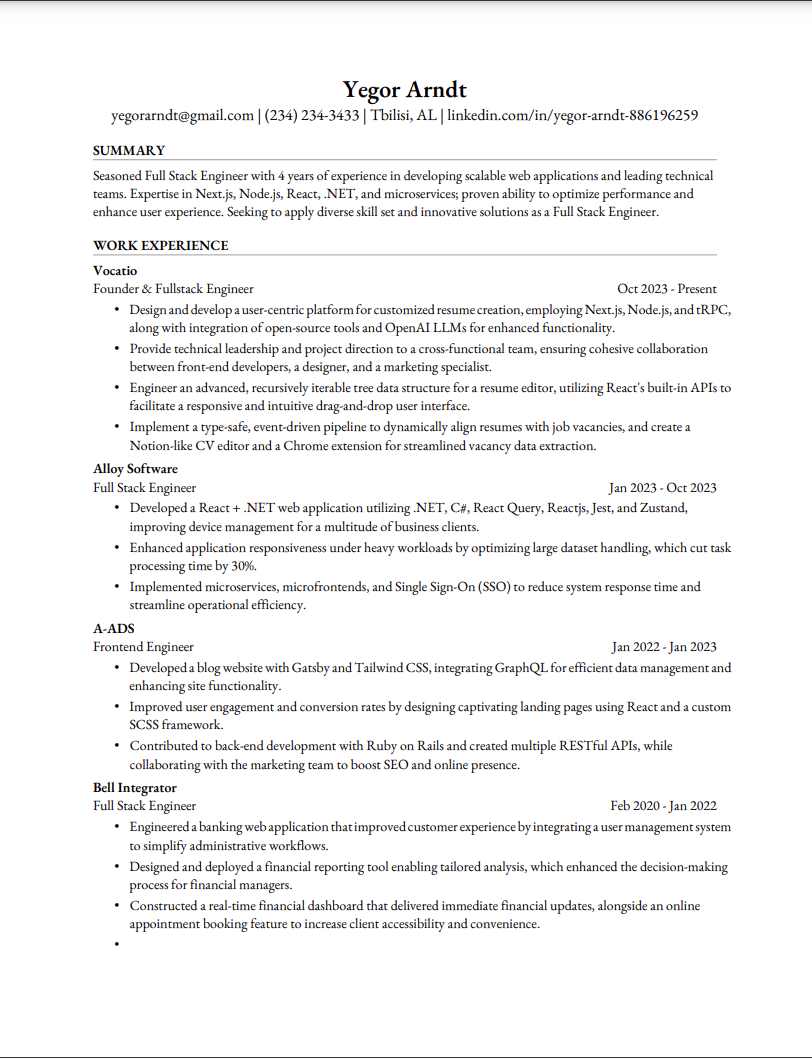 Yegor Arndt
yegorarndt@gmail.com | (234) 234-3433 | Tbilisi, AL | linkedin.com/in/yegor-arndt-886196259
SUMMARY
Seasoned Full Stack Engineer with 4 years of experience in developing scalable web applications and leading technical
teams. Expertise in Next.js, Node.js, React, .NET, and microservices; proven ability to optimize performance and
enhance user experience. Seeking to apply diverse skill set and innovative solutions as a Full Stack Engineer.
WORK EXPERIENCE
Vocatio
Founder & Fullstack Engineer Oct 2023 - Present
• Design and develop a user-centric platform for customized resume creation, employing Next.js, Node.js, and tRPC,
along with integration of open-source tools and OpenAI LLMs for enhanced functionality.
• Provide technical leadership and project direction to a cross-functional team, ensuring cohesive collaboration
between front-end developers, a designer, and a marketing specialist.
• Engineer an advanced, recursively iterable tree data structure for a resume editor, utilizing React's built-in APIs to
facilitate a responsive and intuitive drag-and-drop user interface.
• Implement a type-safe, event-driven pipeline to dynamically align resumes with job vacancies, and create a
Notion-like CV editor and a Chrome extension for streamlined vacancy data extraction.
Alloy Software
Full Stack Engineer Jan 2023 - Oct 2023
• Developed a React + .NET web application utilizing .NET, C#, React Query, Reactjs, Jest, and Zustand,
improving device management for a multitude of business clients.
• Enhanced application responsiveness under heavy workloads by optimizing large dataset handling, which cut task
processing time by 30%.
• Implemented microservices, microfrontends, and Single Sign-On (SSO) to reduce system response time and
streamline operational efficiency.
A-ADS
Frontend Engineer Jan 2022 - Jan 2023
• Developed a blog website with Gatsby and Tailwind CSS, integrating GraphQL for efficient data management and
enhancing site functionality.
• Improved user engagement and conversion rates by designing captivating landing pages using React and a custom
SCSS framework.
• Contributed to back-end development with Ruby on Rails and created multiple RESTful APIs, while
collaborating with the marketing team to boost SEO and online presence.
Bell Integrator
Full Stack Engineer Feb 2020 - Jan 2022
• Engineered a banking web application that improved customer experience by integrating a user management system
to simplify administrative workflows.
• Designed and deployed a financial reporting tool enabling tailored analysis, which enhanced the decision-making
process for financial managers.
• Constructed a real-time financial dashboard that delivered immediate financial updates, alongside an online
appointment booking feature to increase client accessibility and convenience.
•